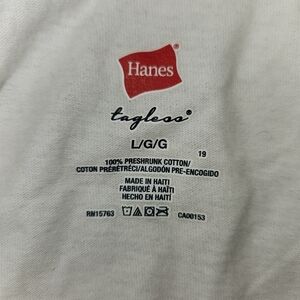 Hanes®
tagless®
L/G/G
19
100% PRESHRUNK COTTON/
COTON PRÉRÉTRÉCI/ALGODÓN PRE-ENCOGIDO
MADE IN HAITI
FABRIQUÉ À HAÏTI
HECHO EN HAITÍ
RN15763 CA00153